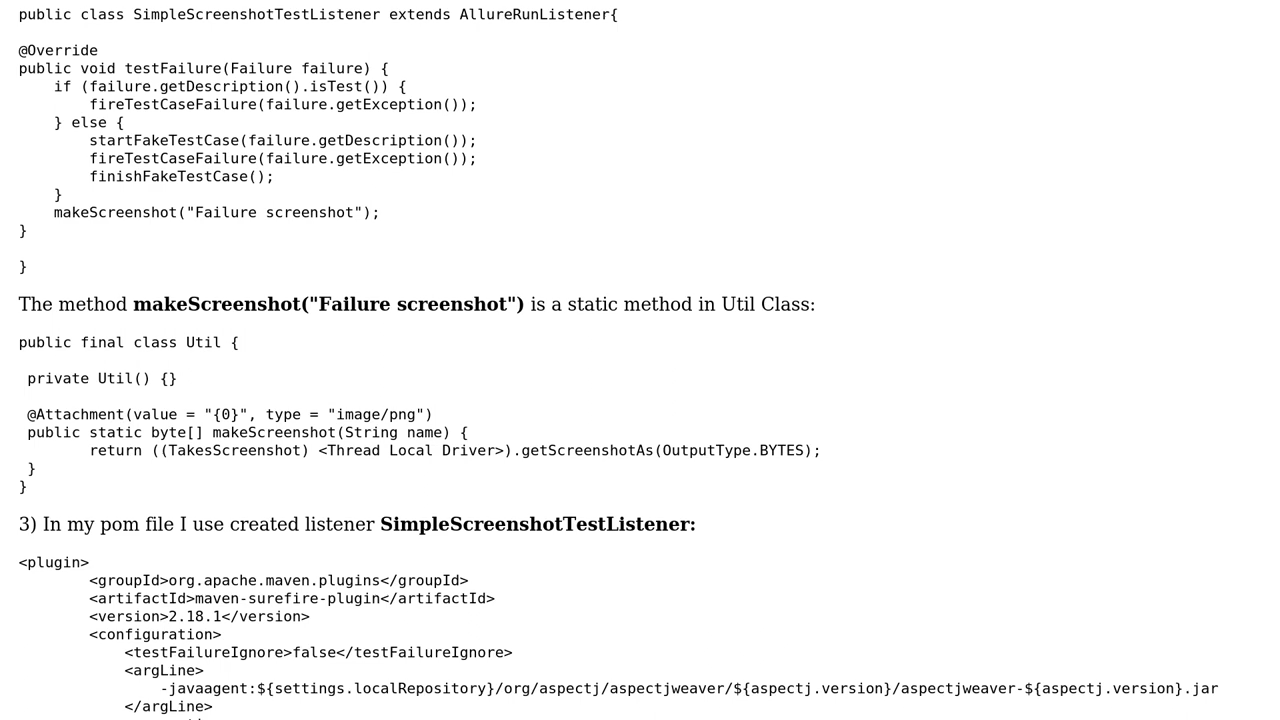 public class SimpleScreenshotTestListener extends AllureRunListener{
@Override
public void testFailure(Failure failure) {
if (failure.getDescription().isTest()) {
fireTestCaseFailure(failure.getException());
} else {
startFakeTestCase(failure.getDescription());
fireTestCaseFailure(failure.getException());
finishFakeTestCase();
}
makeScreenshot("Failure screenshot");
}
}
The method makeScreenshot("Failure screenshot") is a static method in Util Class:
public final class Util {
private Util() {}
@Attachment(value = "{0}", type = "image/png")
public static byte[] makeScreenshot(String name) {
return ((TakesScreenshot) <Thread Local Driver>).getScreenshotAs(OutputType.BYTES);
}
}
3) In my pom file I use created listener SimpleScreenshotTestListener:
<plugin>
<groupId>org.apache.maven.plugins</groupId>
<artifactId>maven-surefire-plugin</artifactId>
<version>2.18.1</version>
<configuration>
<testFailureIgnore>false</testFailureIgnore>
<argLine>
-javaagent:${settings.localRepository}/org/aspectj/aspectjweaver/${aspectj.version}/aspectjweaver-${aspectj.version}.jar
</argLine>